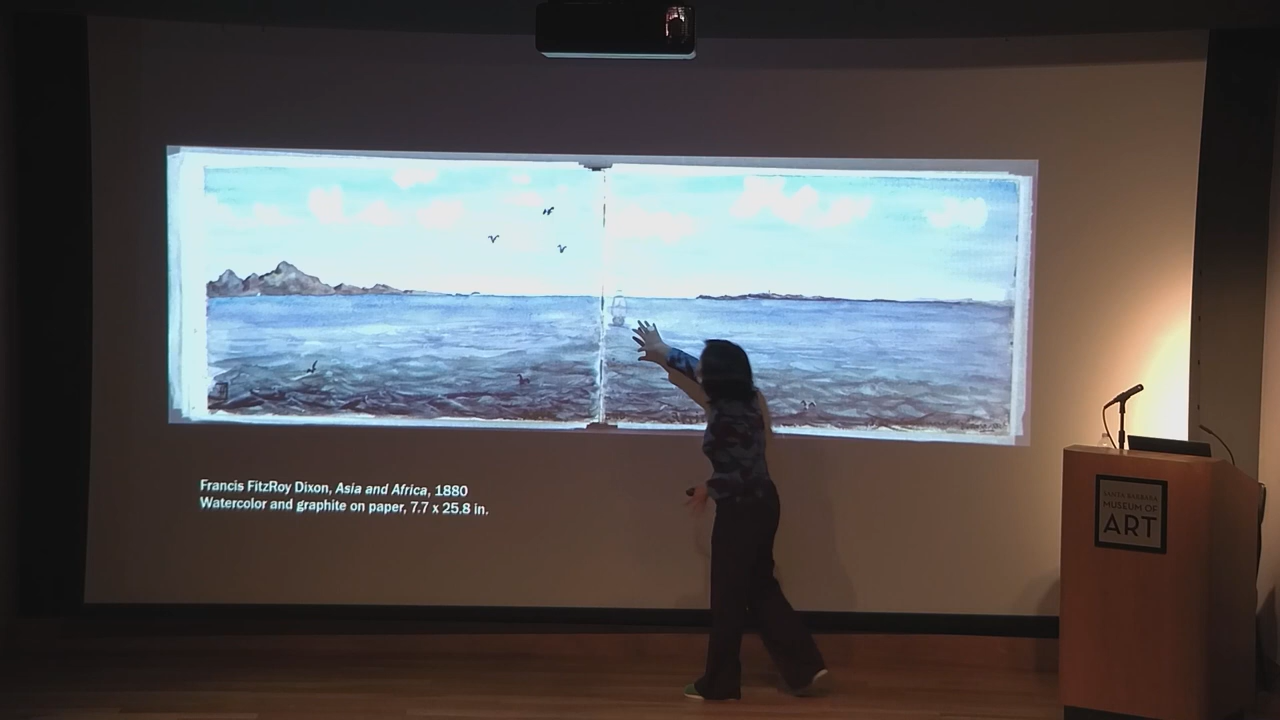 Francis FitzRoy Dixon, Asia and Africa, 1880
Watercolor and graphite on paper, 7.7 x 25.8 in.
SANTA BARBARA
MUSEUM OF
ART